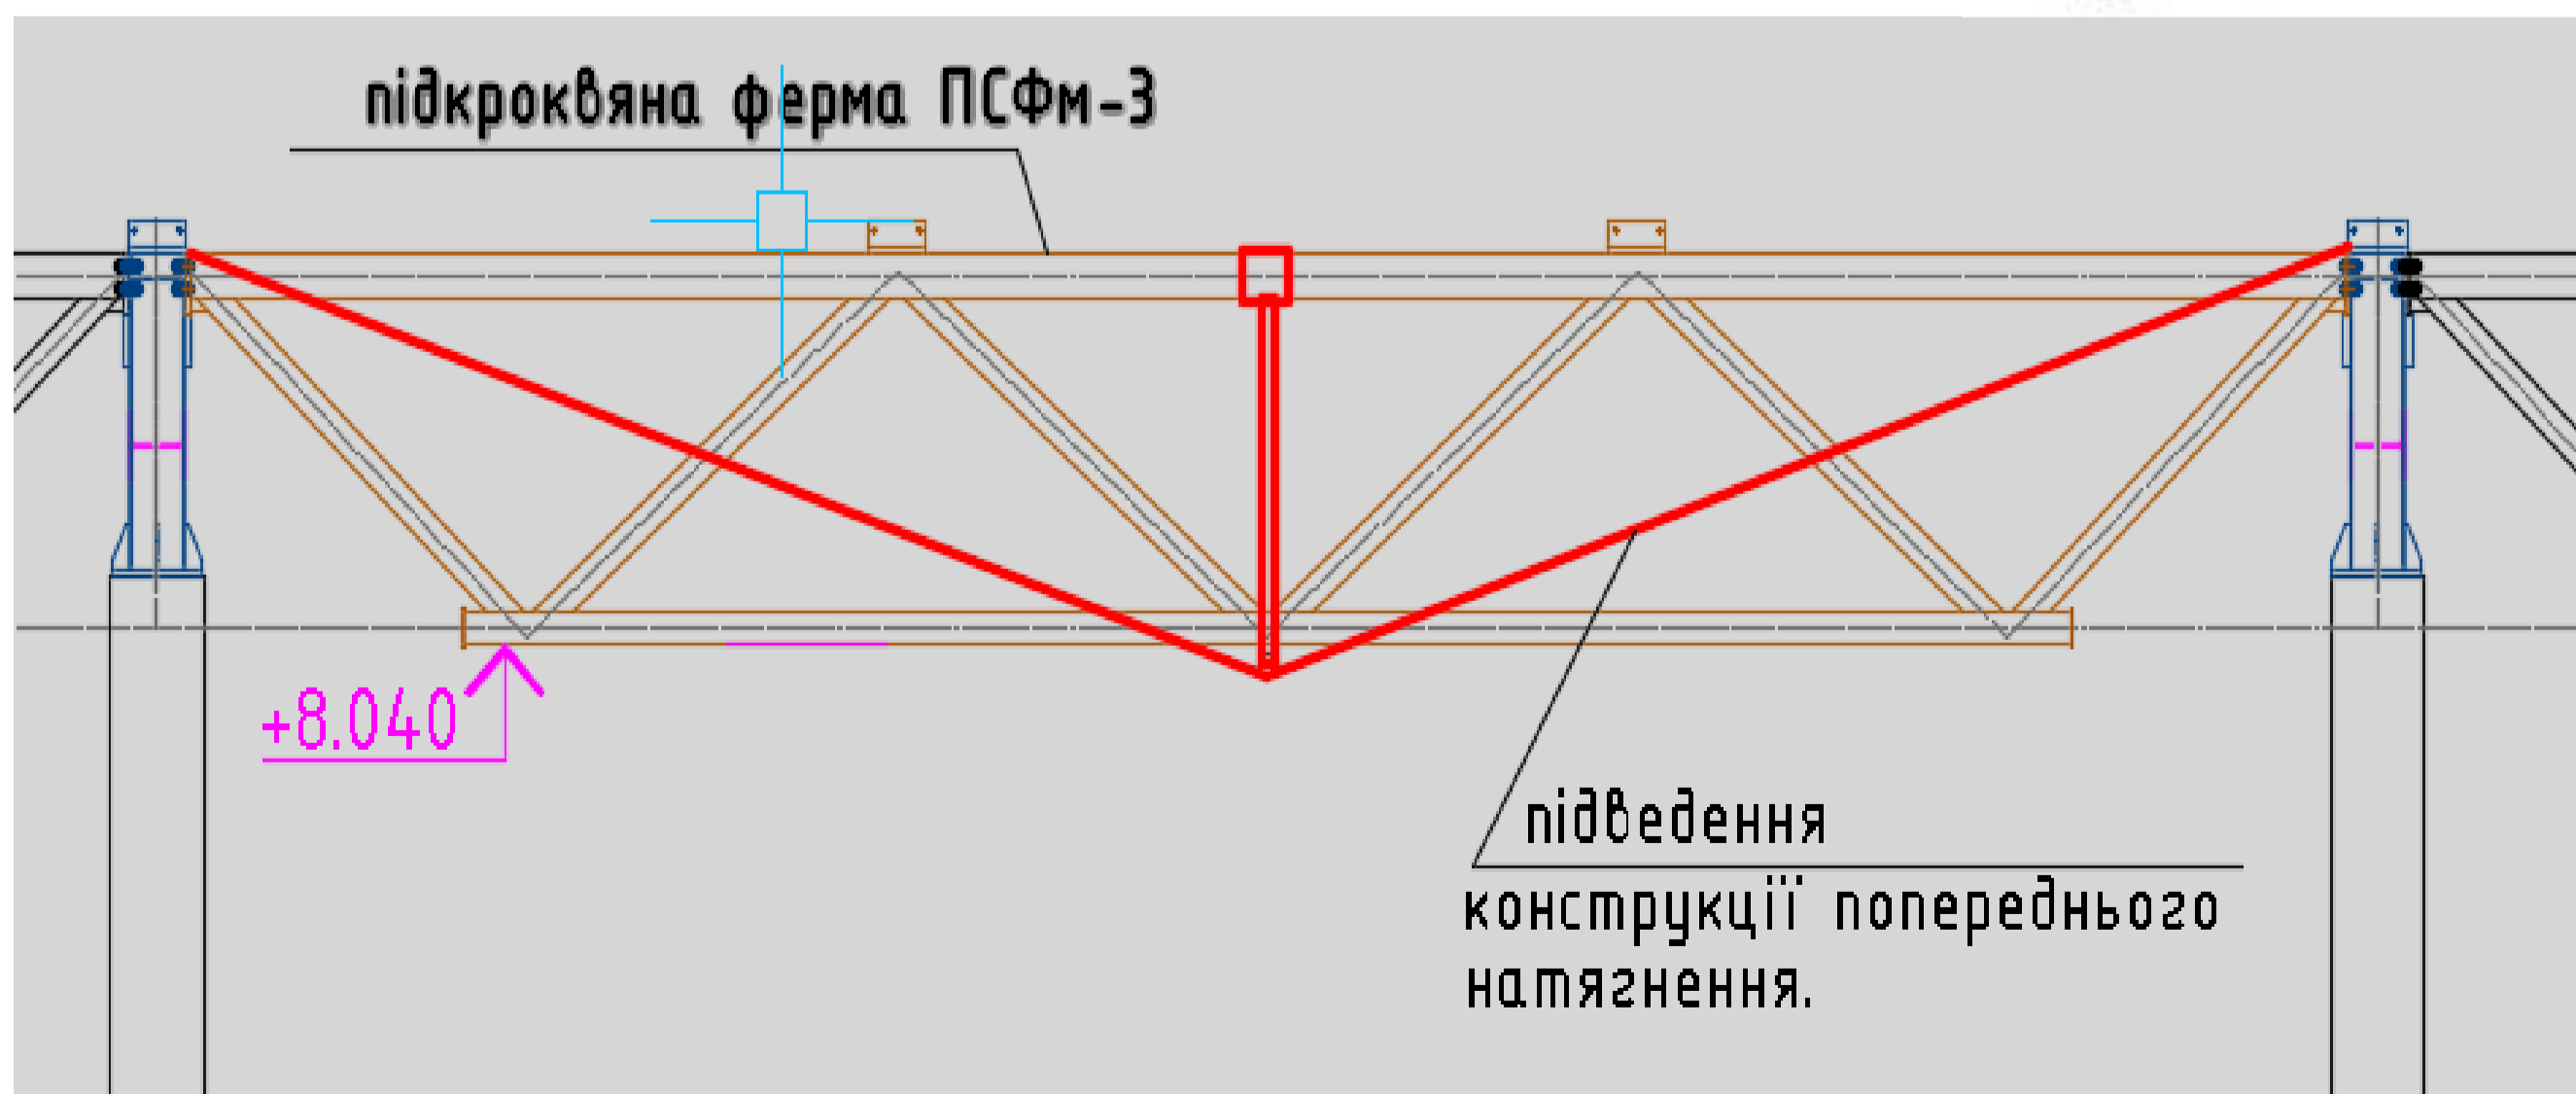 підкроквяна ферма ПСФм-3
+8.040
підведення
конструкції попереднього
натягнення.